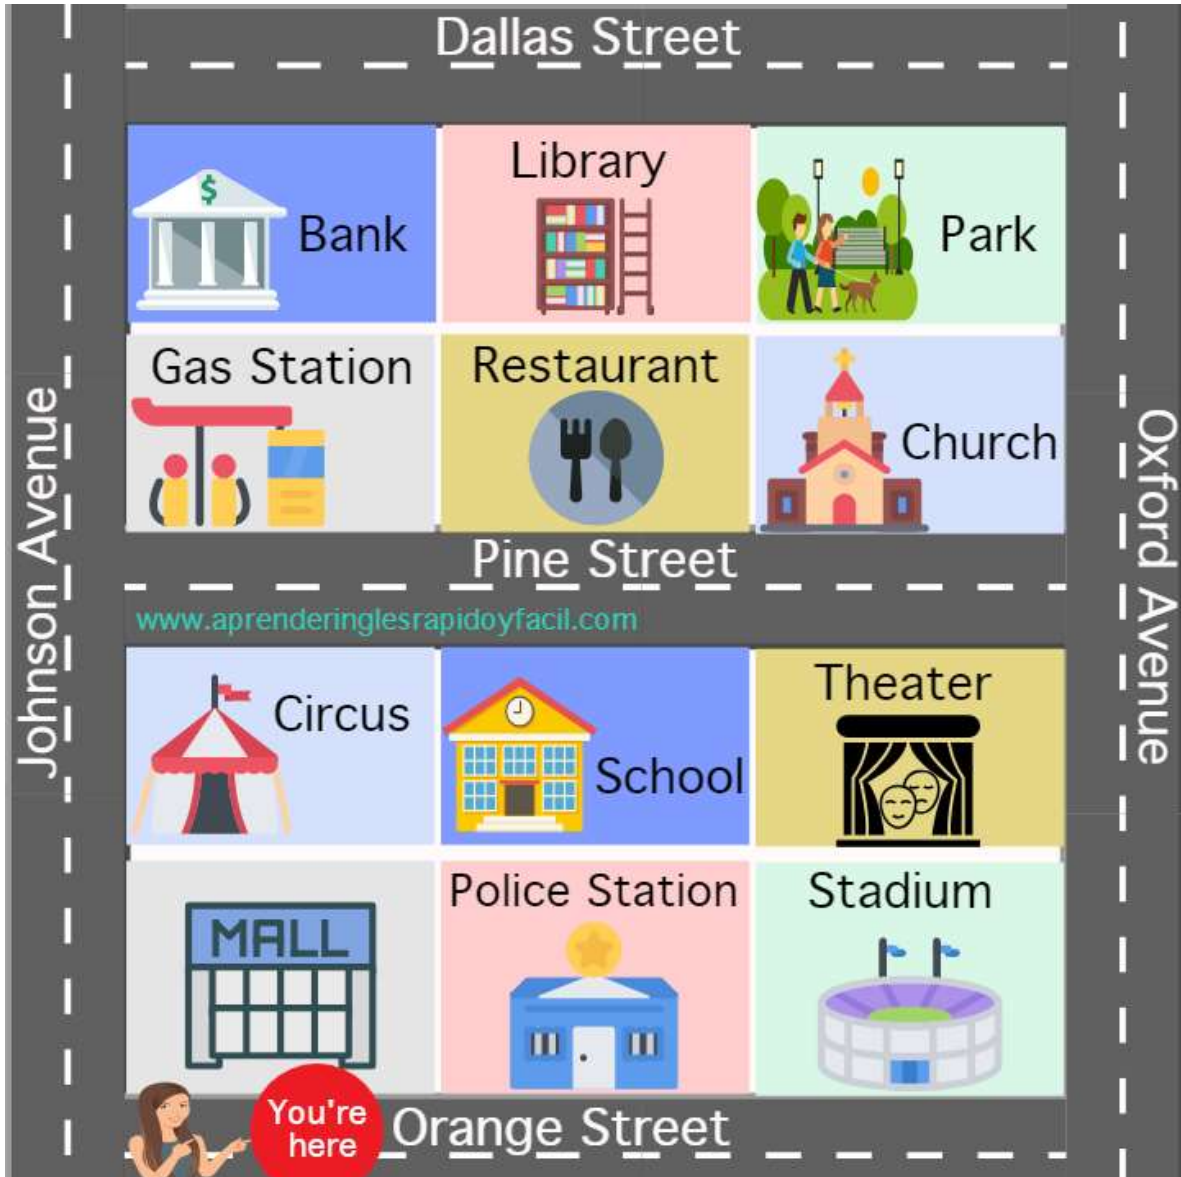 Dallas Street
$
Bank
Library
Park
Gas Station
Restaurant
Church
Johnson Avenue
Oxford Avenue
Pine Street
www.aprenderinglesrapidoyfacil.com
Circus
School
Theater
MALL
Police Station
Stadium
You're
here
Orange Street